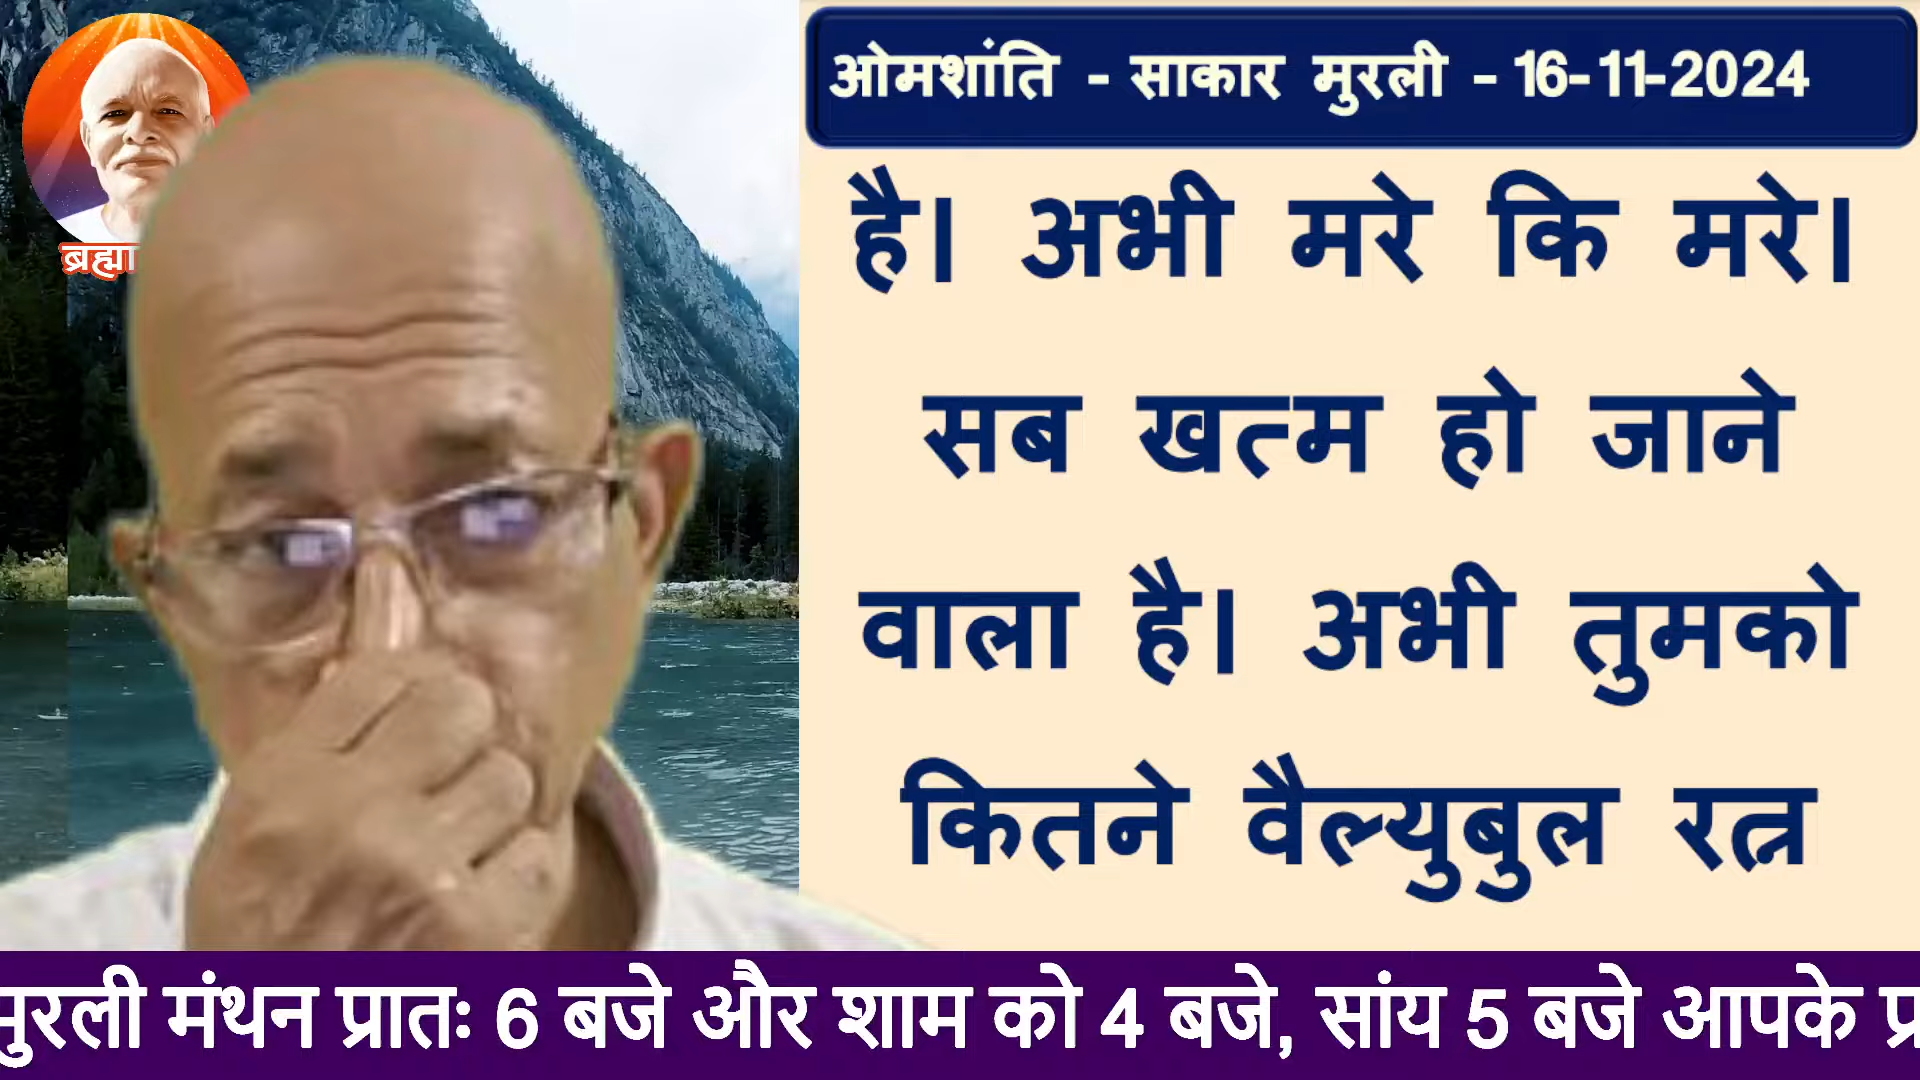 ब्रह्मा
ओमशांति - साकार मुरली - 16-11-2024
है। अभी मरे कि मरे।
सब खत्म हो जाने
वाला है। अभी तुमको
कितने वैल्युबुल रत्न
मुरली मंथन प्रातः 6 बजे और शाम को 4 बजे, सांय 5 बजे आपके